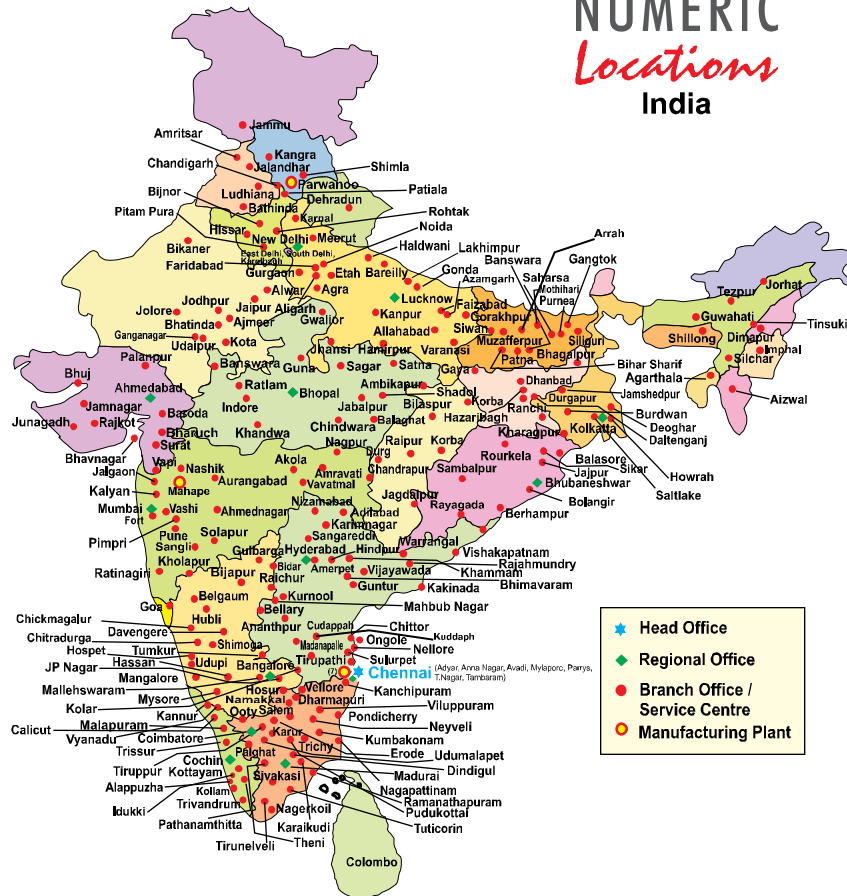 NUMERIC
Locations
India
Jammu
Amritsar
Kangra
Chandigarh
Jalandhar
Shimla
Parwanoo
Bijnor
Ludhiana
Patiala
Dehradun
Pitam Pura
Bathinda
Karnal
Rohtak
Hissar
Noida
New Delhi
Meerut
Arrah
Bikaner
East Delhi, South Delhi,
Haldwani
Lakhimpur
Banswara
Gangtok
Faridabad
Gurgaon
Etah
Bareilly
Gonda
Azamgarh
Saharsa
Mothihari
Purnea
Jorhat
Tezpur
Alwar
Agra
Lucknow
Faizabad
Gorakhpur
Jodhpur
Jaipur
Aligarh
Jolore
Bhatinda
Ajmeer
Gwalior
Kanpur
Allahabad
Siwan
Muzafferpur
Siliguri
Guwahati
Tinsuki
Shillong
Dimapur
Ganganagar
Udaipur
Kota
Jhansi
Hamirpur
Varanasi
Patna
Bhagalpur
Silchar
Imphal
Palanpur
Banswara
Guna
Sagar
Satna
Gaya
Bihar Sharif
Agarthala
Bhuj
Ahmedabad
Ratlam
Bhopal
Ambikapur
Shadol
Dhanbad
Jamshedpur
Durgapur
Aizwal
Jamnagar
Baroda
Indore
Jabalpur
Bilaspur
Korba
Ranchi
Burdwan
Junagadh
Rajkot
Khandwa
Chindwara
Balaghat
Hazaribagh
Kolkatta
Deoghar
Daltenganj
Bharuch
Surat
Nagpur
Raipur
Korba
Kharagpur
Bhavnagar
Vapi
Nashik
Akola
Durg
Rourkela
Balasore
Jalgaon
Amravati
Chandrapur
Sambalpur
Jajpur
Sikar
Howrah
Kalyan
Mahape
Aurangabad
Vavatmal
Bhubaneshwar
Saltlake
Mumbai
Fort
Vashi
Ahmednagar
Nizamabad
Adilabad
Jagdalpur
Rayagada
Bolangir
Berhampur
Pimpri
Pune
Solapur
Karimnagar
Sangareddi
Sangli
Gulbarga
Hyderabad
Hindpur
Warrangal
Vishakapatnam
Kholapur
Bidar
Rajahmundry
Ratinagiri
Bijapur
Raichur
Amerpet
Vijayawada
Khammam
Bhimavaram
Guntur
Kakinada
Belgaum
Kurnool
Goa
Bellary
Mahbub Nagar
Hubli
Chickmagalur
Ananthpur
Cuddapah
Chittor
Davengere
Kuddaph
Chitradurga
Shimoga
Madanapalle
Ongole
Tumkur
Nellore
Hospet
Tirupathi
Sulurpet
JP Nagar
Hassan
Udupi
Bangalore
(7)
Chennai
(Adyar, Anna Nagar, Avadi, Mylapore, Parrys,
T.Nagar, Tambaram)
Mangalore
Mallehswaram
Hosur
Vellore
Kanchipuram
Mysore
Namakkal
Dharmapuri
Viluppuram
Kolar
Kannur
Ooty
Salem
Pondicherry
Calicut
Malapuram
Karur
Neyveli
Vyanadu
Coimbatore
Kumbakonam
Trissur
Palghat
Trichy
Erode
Udumalapet
Cochin
Dindigul
Tiruppur
Kottayam
Sivakasi
Madurai
Alappuzha
Kollam
Nagapattinam
Idukki
Trivandrum
Ramanathapuram
Nagerkoil
Pudukottai
Pathanamthitta
Karaikudi
Tuticorin
Tirunelveli
Theni
Colombo
Head Office
Regional Office
Branch Office /
Service Centre
Manufacturing Plant